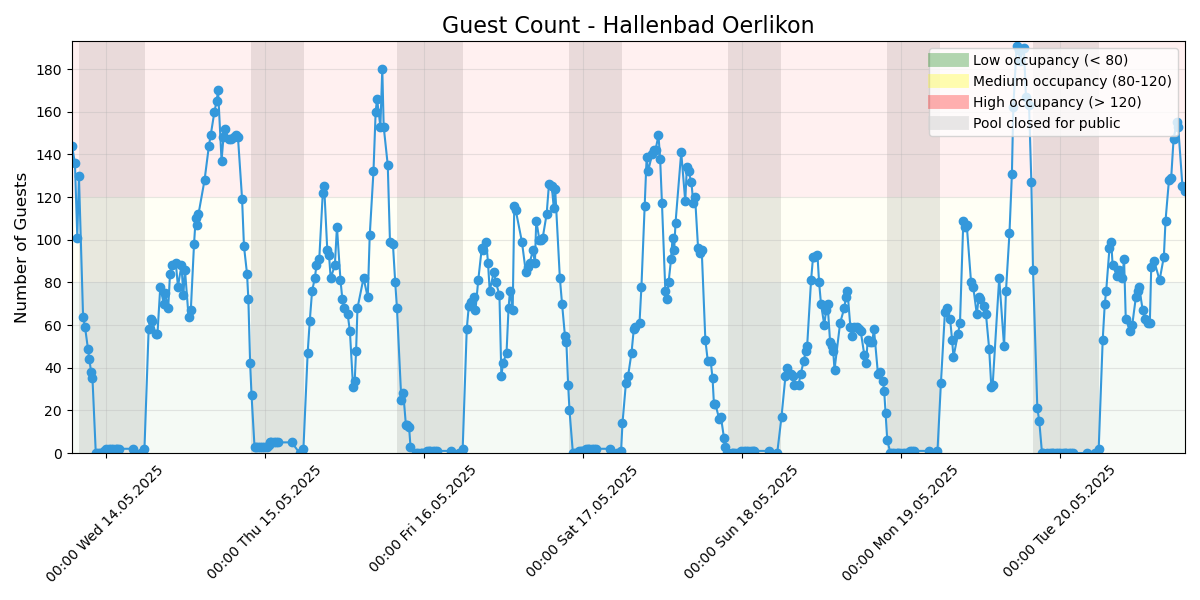 Guest Count - Hallenbad Oerlikon
Low occupancy (< 80)
Medium occupancy (80-120)
High occupancy (> 120)
Pool closed for public
Number of Guests
180
160
140
120
100
80
60
40
20
0
00:00 Wed 14.05.2025
00:00 Thu 15.05.2025
00:00 Fri 16.05.2025
00:00 Sat 17.05.2025
00:00 Sun 18.05.2025
00:00 Mon 19.05.2025
00:00 Tue 20.05.2025